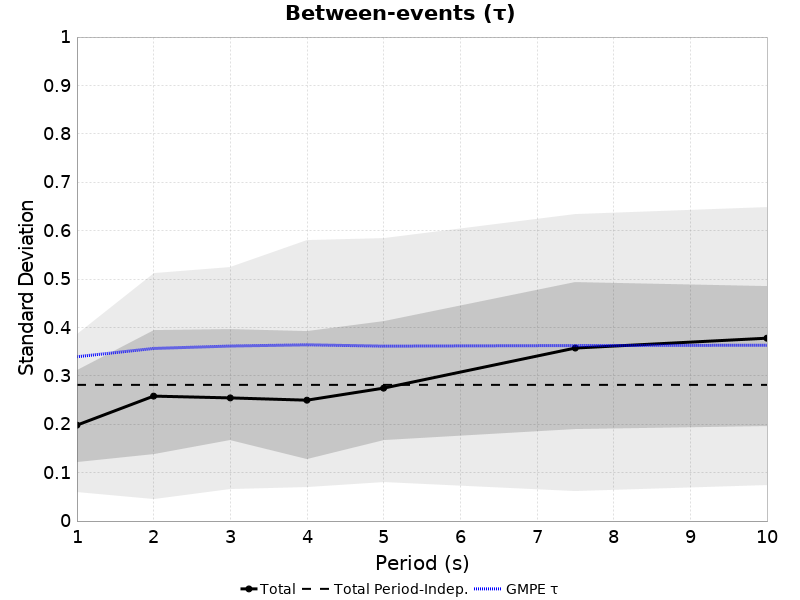 Between-events (τ)
1
0.9
0.8
0.7
0.6
0.5
0.4
0.3
0.2
0.1
0
Standard Deviation
1 2 3 4 5 6 7 8 9 10
Period (s)
Total Total Period-Indep. GMPE τ